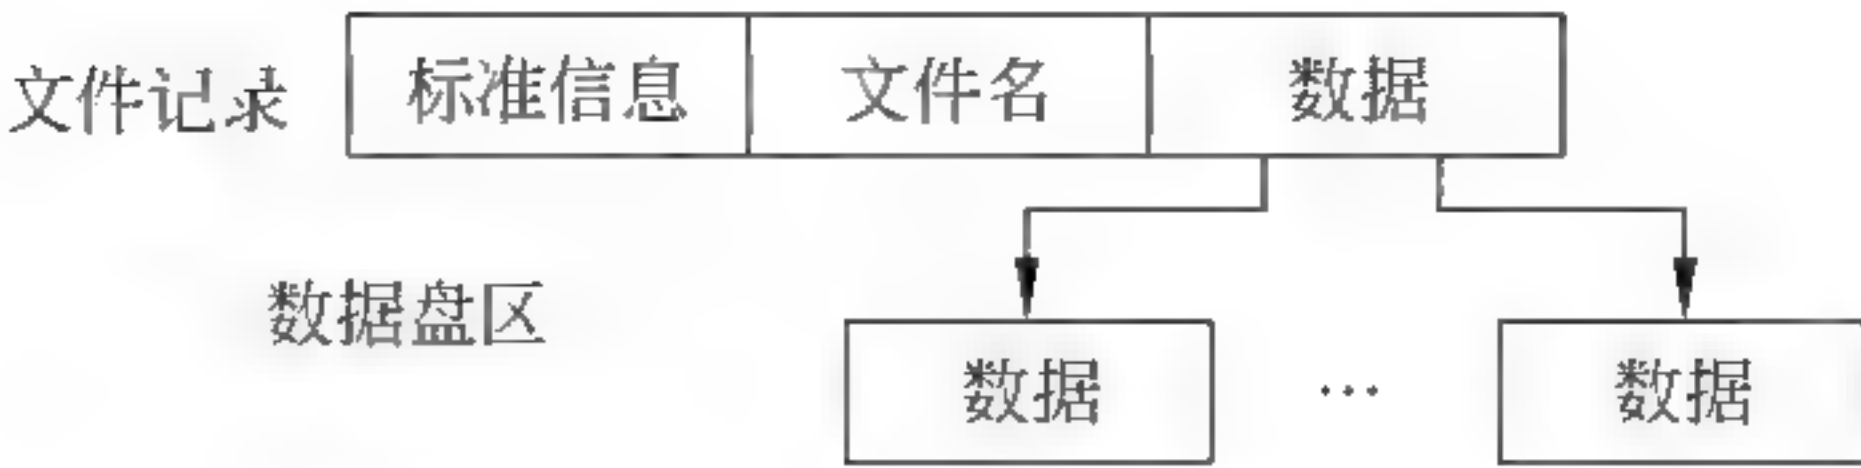 文件记录 标准信息 文件名 数据
数据盘区
数据 … 数据